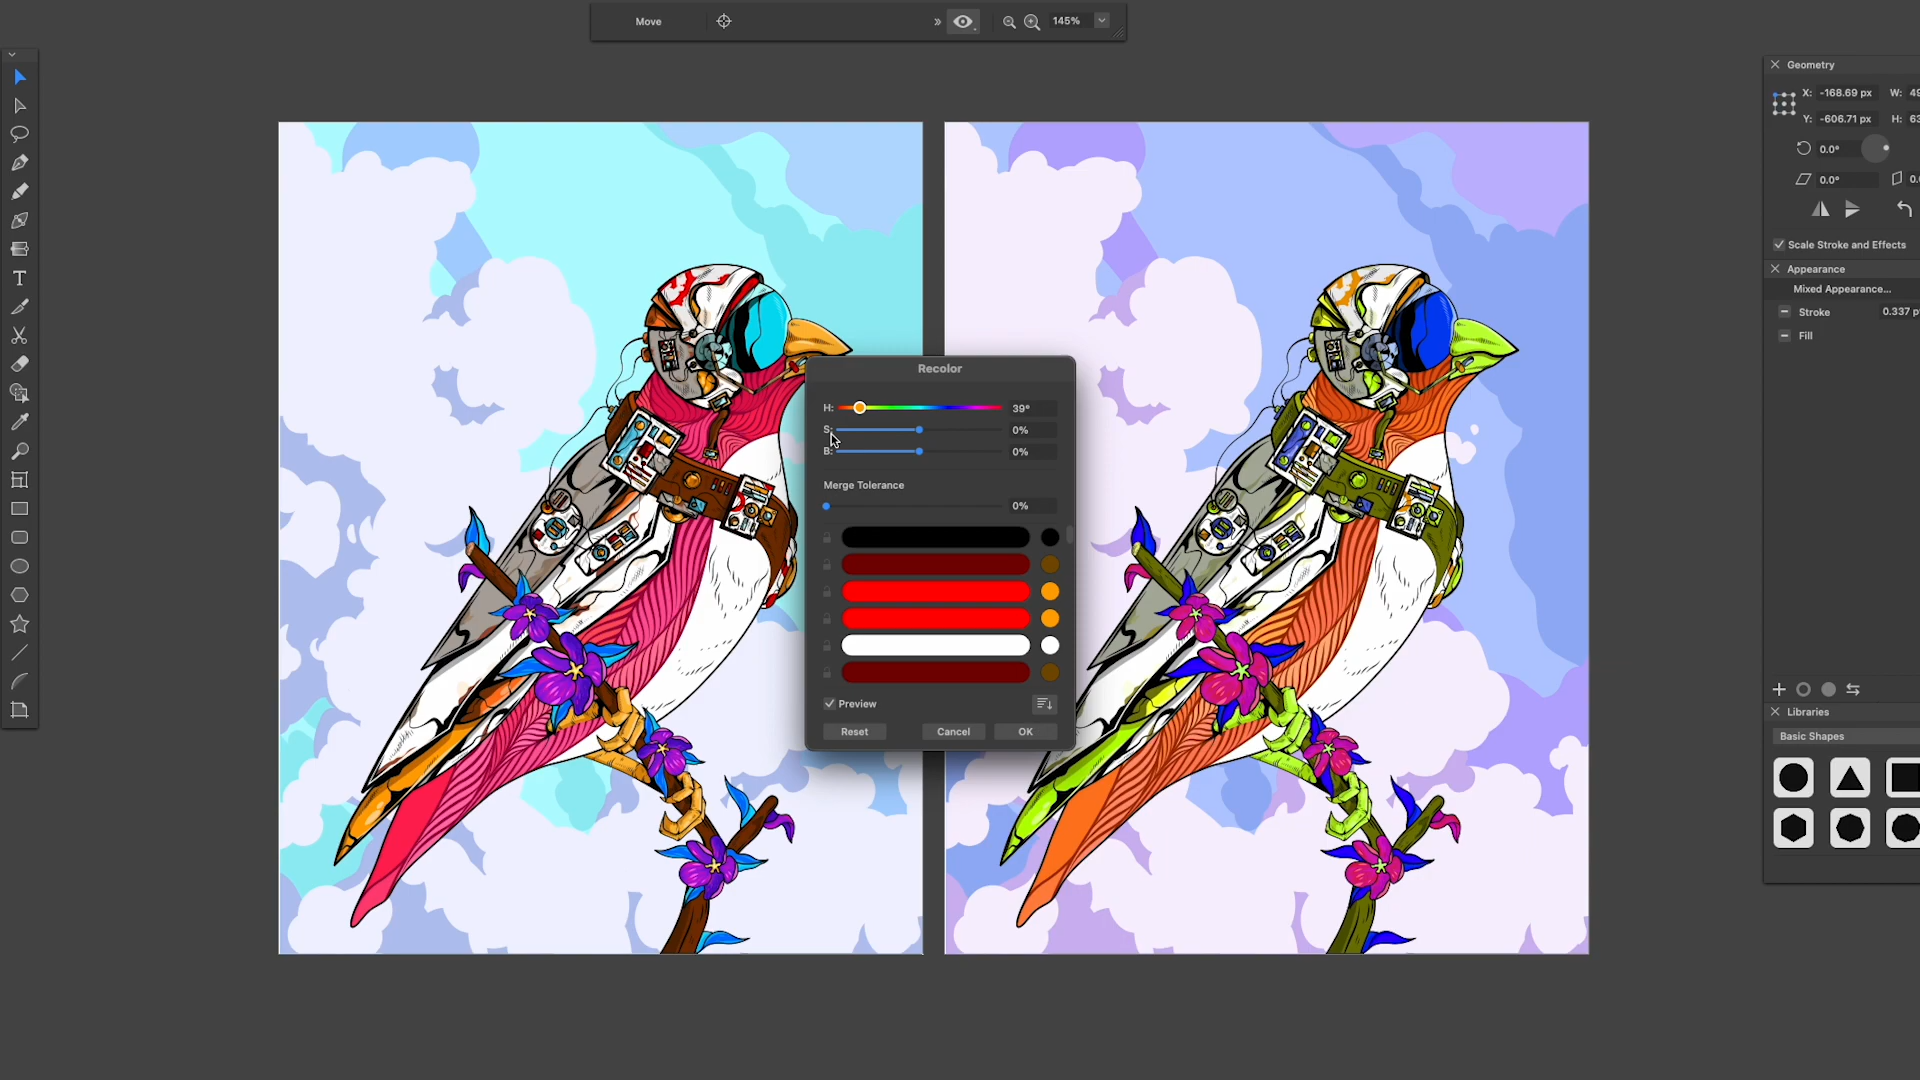 Move
145%
Geometry
X: -168.69 px W: 49
Y: -606.71 px H: 63
0.0°
0.0° 0.
Scale Stroke and Effects
Appearance
Mixed Appearance...
Stroke 0.337 p
Fill
Recolor
H: 39°
S: 0%
B: 0%
Merge Tolerance
0%
Preview
Reset Cancel OK
Libraries
Basic Shapes